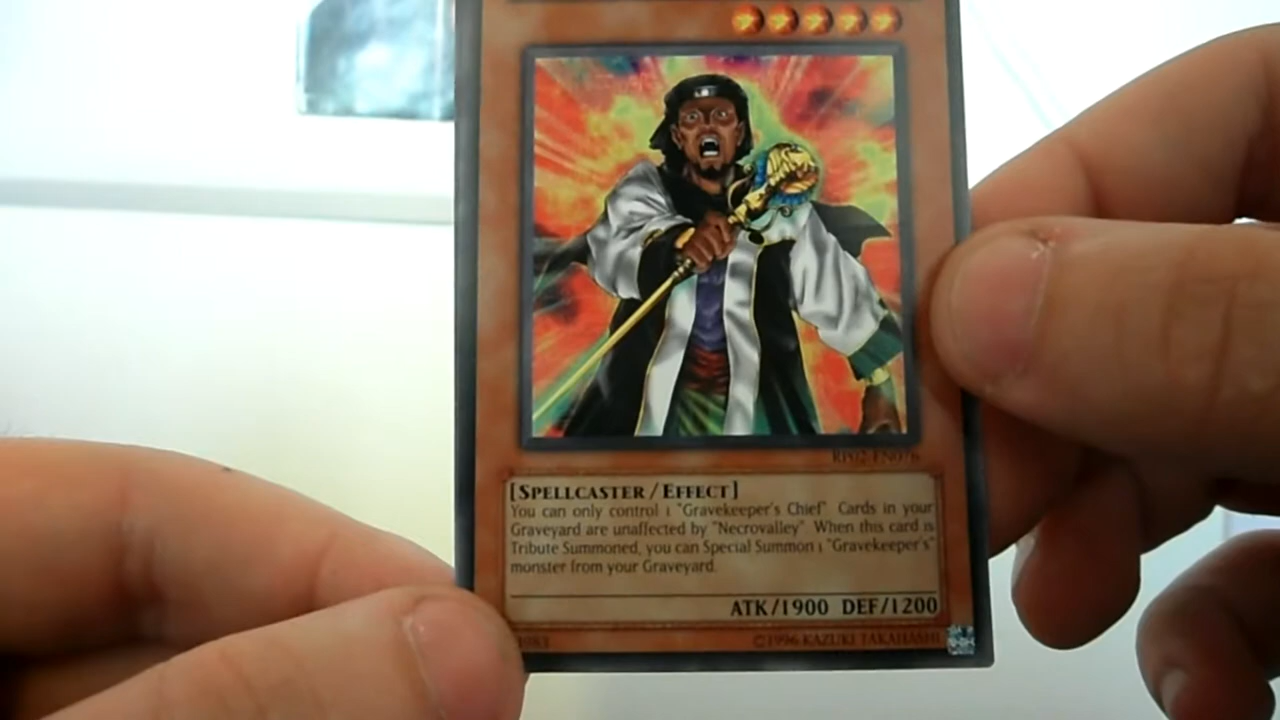 RP02-EN076
[SPELLCASTER / EFFECT]
You can only control 1 "Gravekeeper's Chief". Cards in your
Graveyard are unaffected by "Necrovalley". When this card is
Tribute Summoned, you can Special Summon 1 "Gravekeeper's"
monster from your Graveyard.
ATK/1900 DEF/1200
©1996 KAZUKI TAKAHASHI